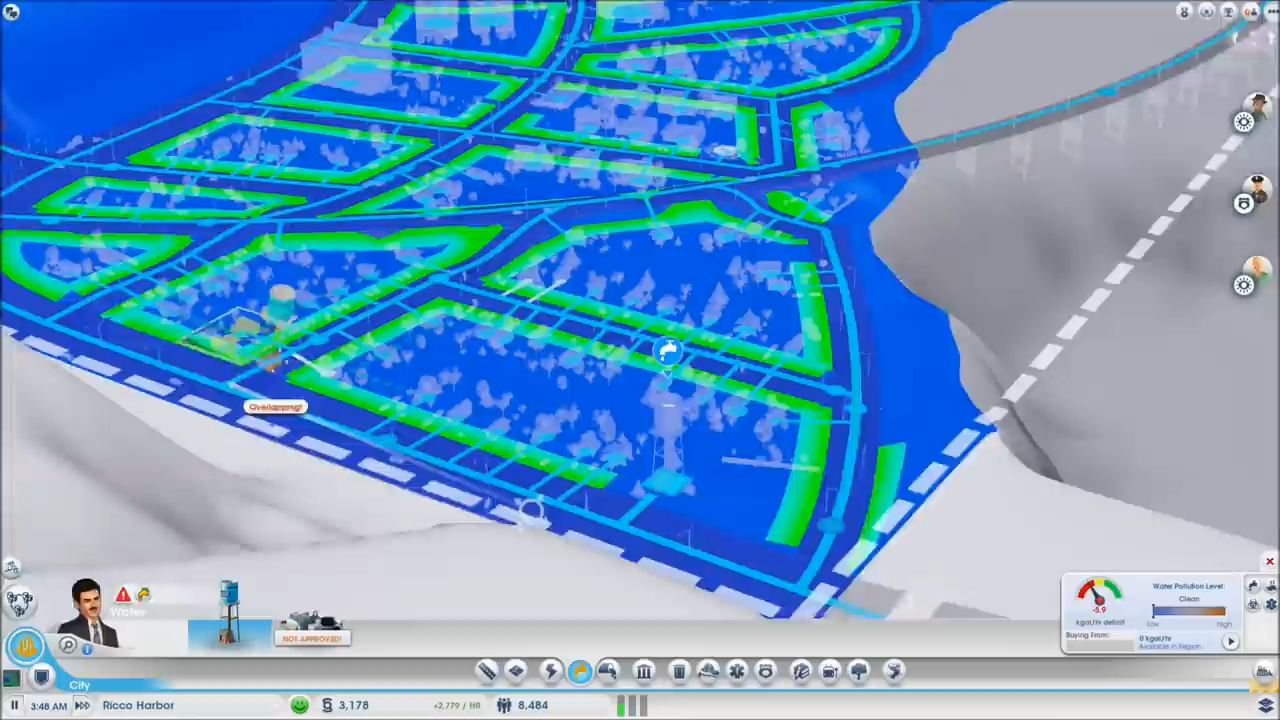 Overlapping!
Water
NOT APPROVED!
Water Pollution Level:
Clean
Low
High
-5.9
kgal/hr deficit
Buying From:
0 kgal/hr
Available in Region
City
3:48 AM
Ricco Harbor
3,178
+2,779 / HR
8,484